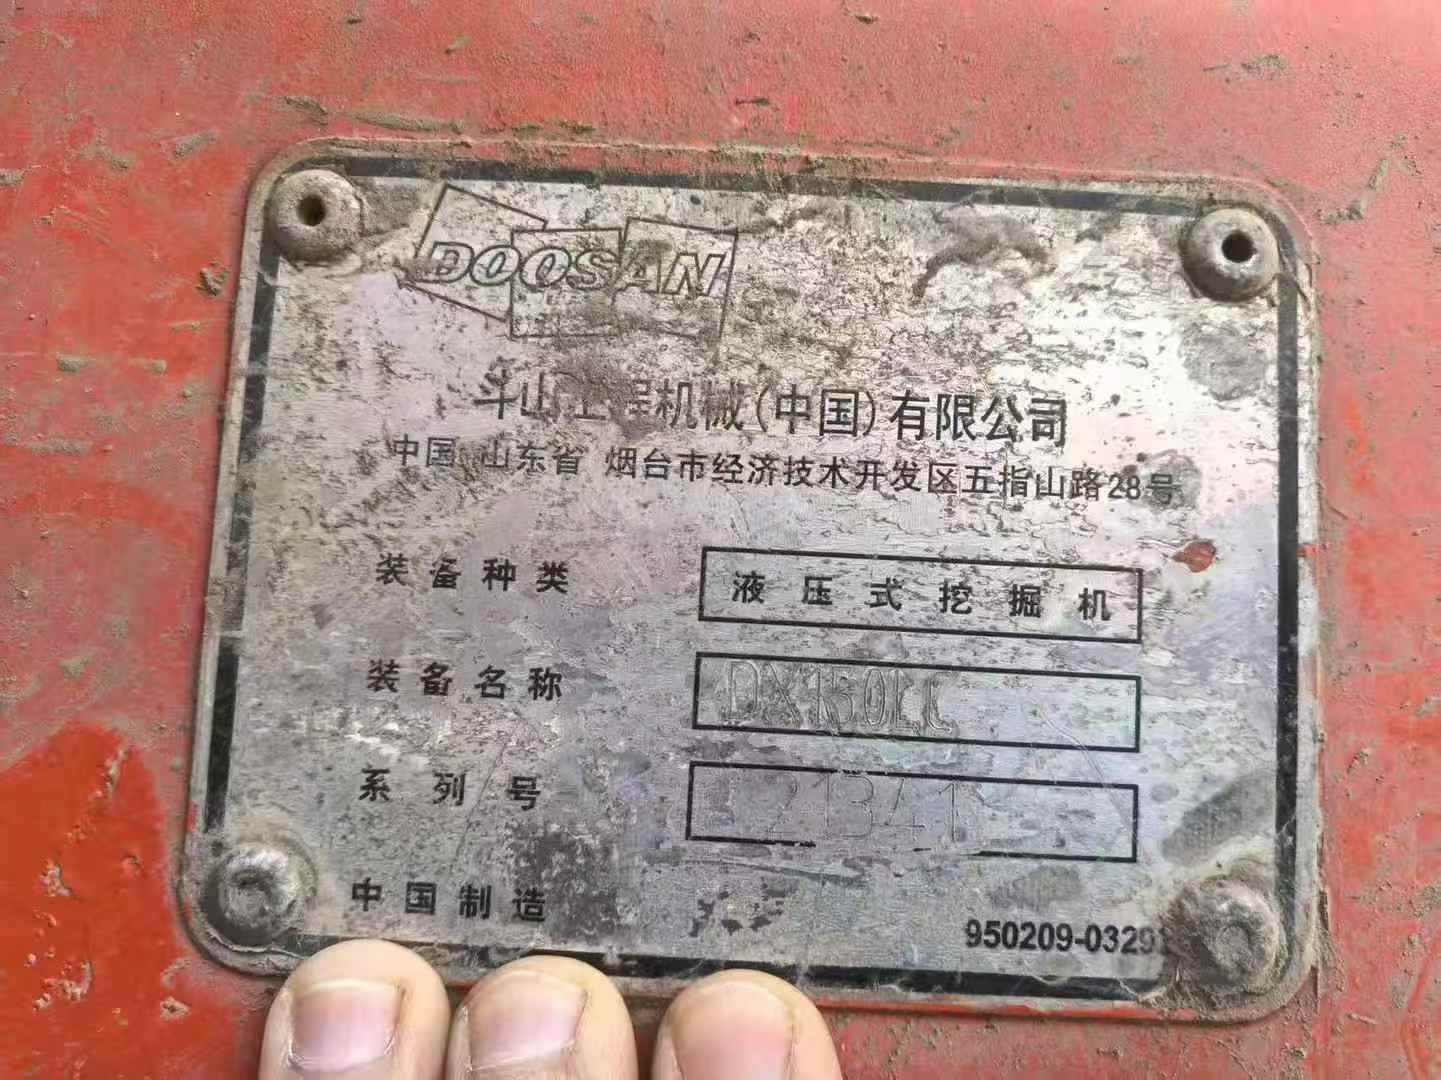 DOOSAN
斗山工程机械(中国)有限公司
中国 山东省 烟台市经济技术开发区五指山路28号
装备种类 液压式挖掘机
装备名称 DX150LC
系列号 21341
中国制造
950209-0329